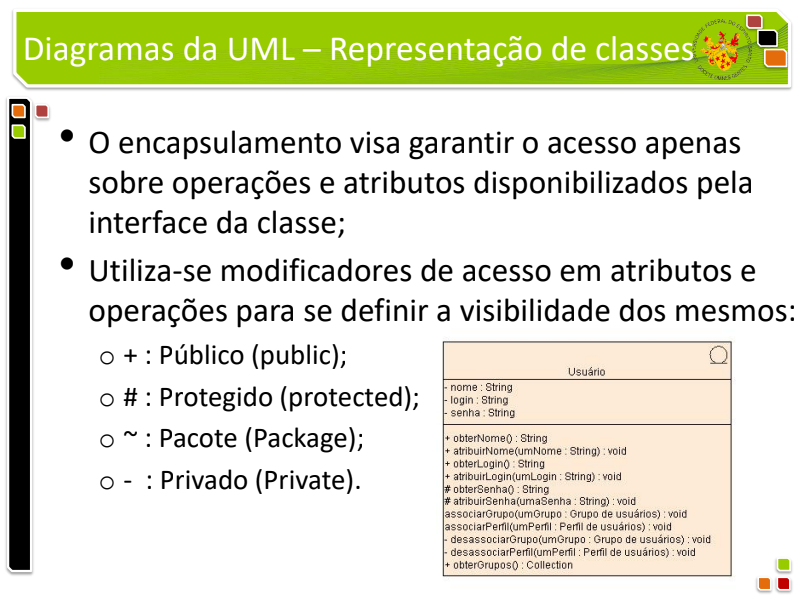 Diagramas da UML – Representação de classes
• O encapsulamento visa garantir o acesso apenas
sobre operações e atributos disponibilizados pela
interface da classe;
• Utiliza-se modificadores de acesso em atributos e
operações para se definir a visibilidade dos mesmos:
o + : Público (public);
o # : Protegido (protected);
o ~ : Pacote (Package);
o - : Privado (Private).
Usuário
- nome : String
- login : String
- senha : String
+ obterNome() : String
+ atribuirNome(umNome : String) : void
+ obterLogin() : String
+ atribuirLogin(umLogin : String) : void
# obterSenha() : String
# atribuirSenha(umaSenha : String) : void
associarGrupo(umGrupo : Grupo de usuários) : void
associarPerfil(umPerfil : Perfil de usuários) : void
- desassociarGrupo(umGrupo : Grupo de usuários) : void
- desassociarPerfil(umPerfil : Perfil de usuários) : void
+ obterGrupos() : Collection